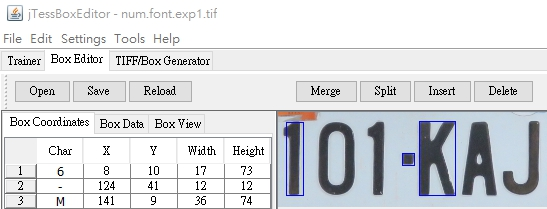 jTessBoxEditor - num.font.exp1.tif
File Edit Settings Tools Help
Trainer Box Editor TIFF/Box Generator
Open Save Reload Merge Split Insert Delete
Box Coordinates Box Data Box View
Char X Y Width Height
1 6 8 10 17 73
2 - 124 41 12 12
3 M 141 9 36 74
101-KAJ